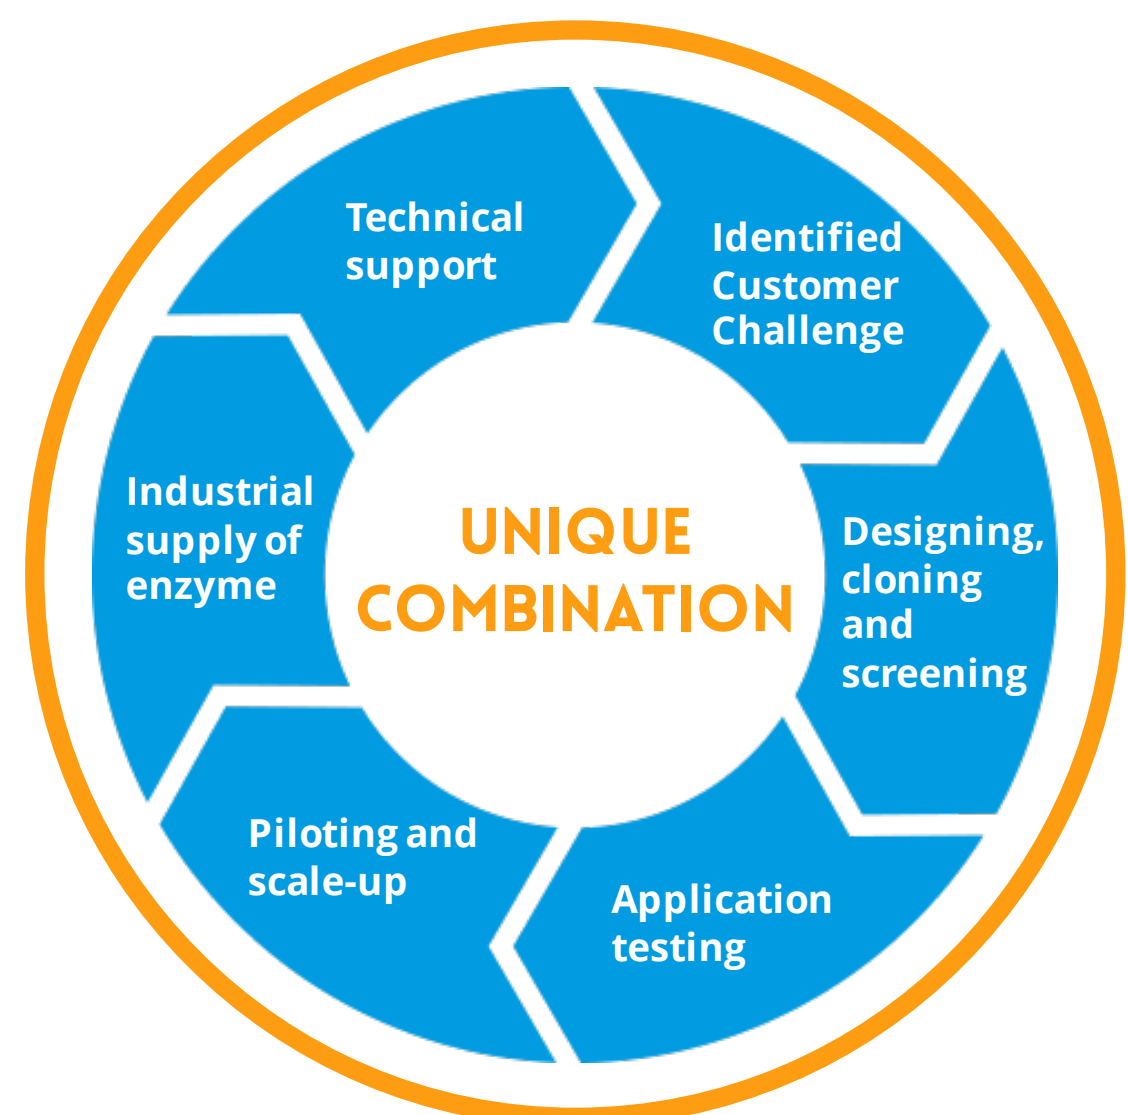 Technical
support
Identified
Customer
Challenge
Industrial
supply of
enzyme
UNIQUE
COMBINATION
Designing,
cloning
and
screening
Piloting and
scale-up
Application
testing